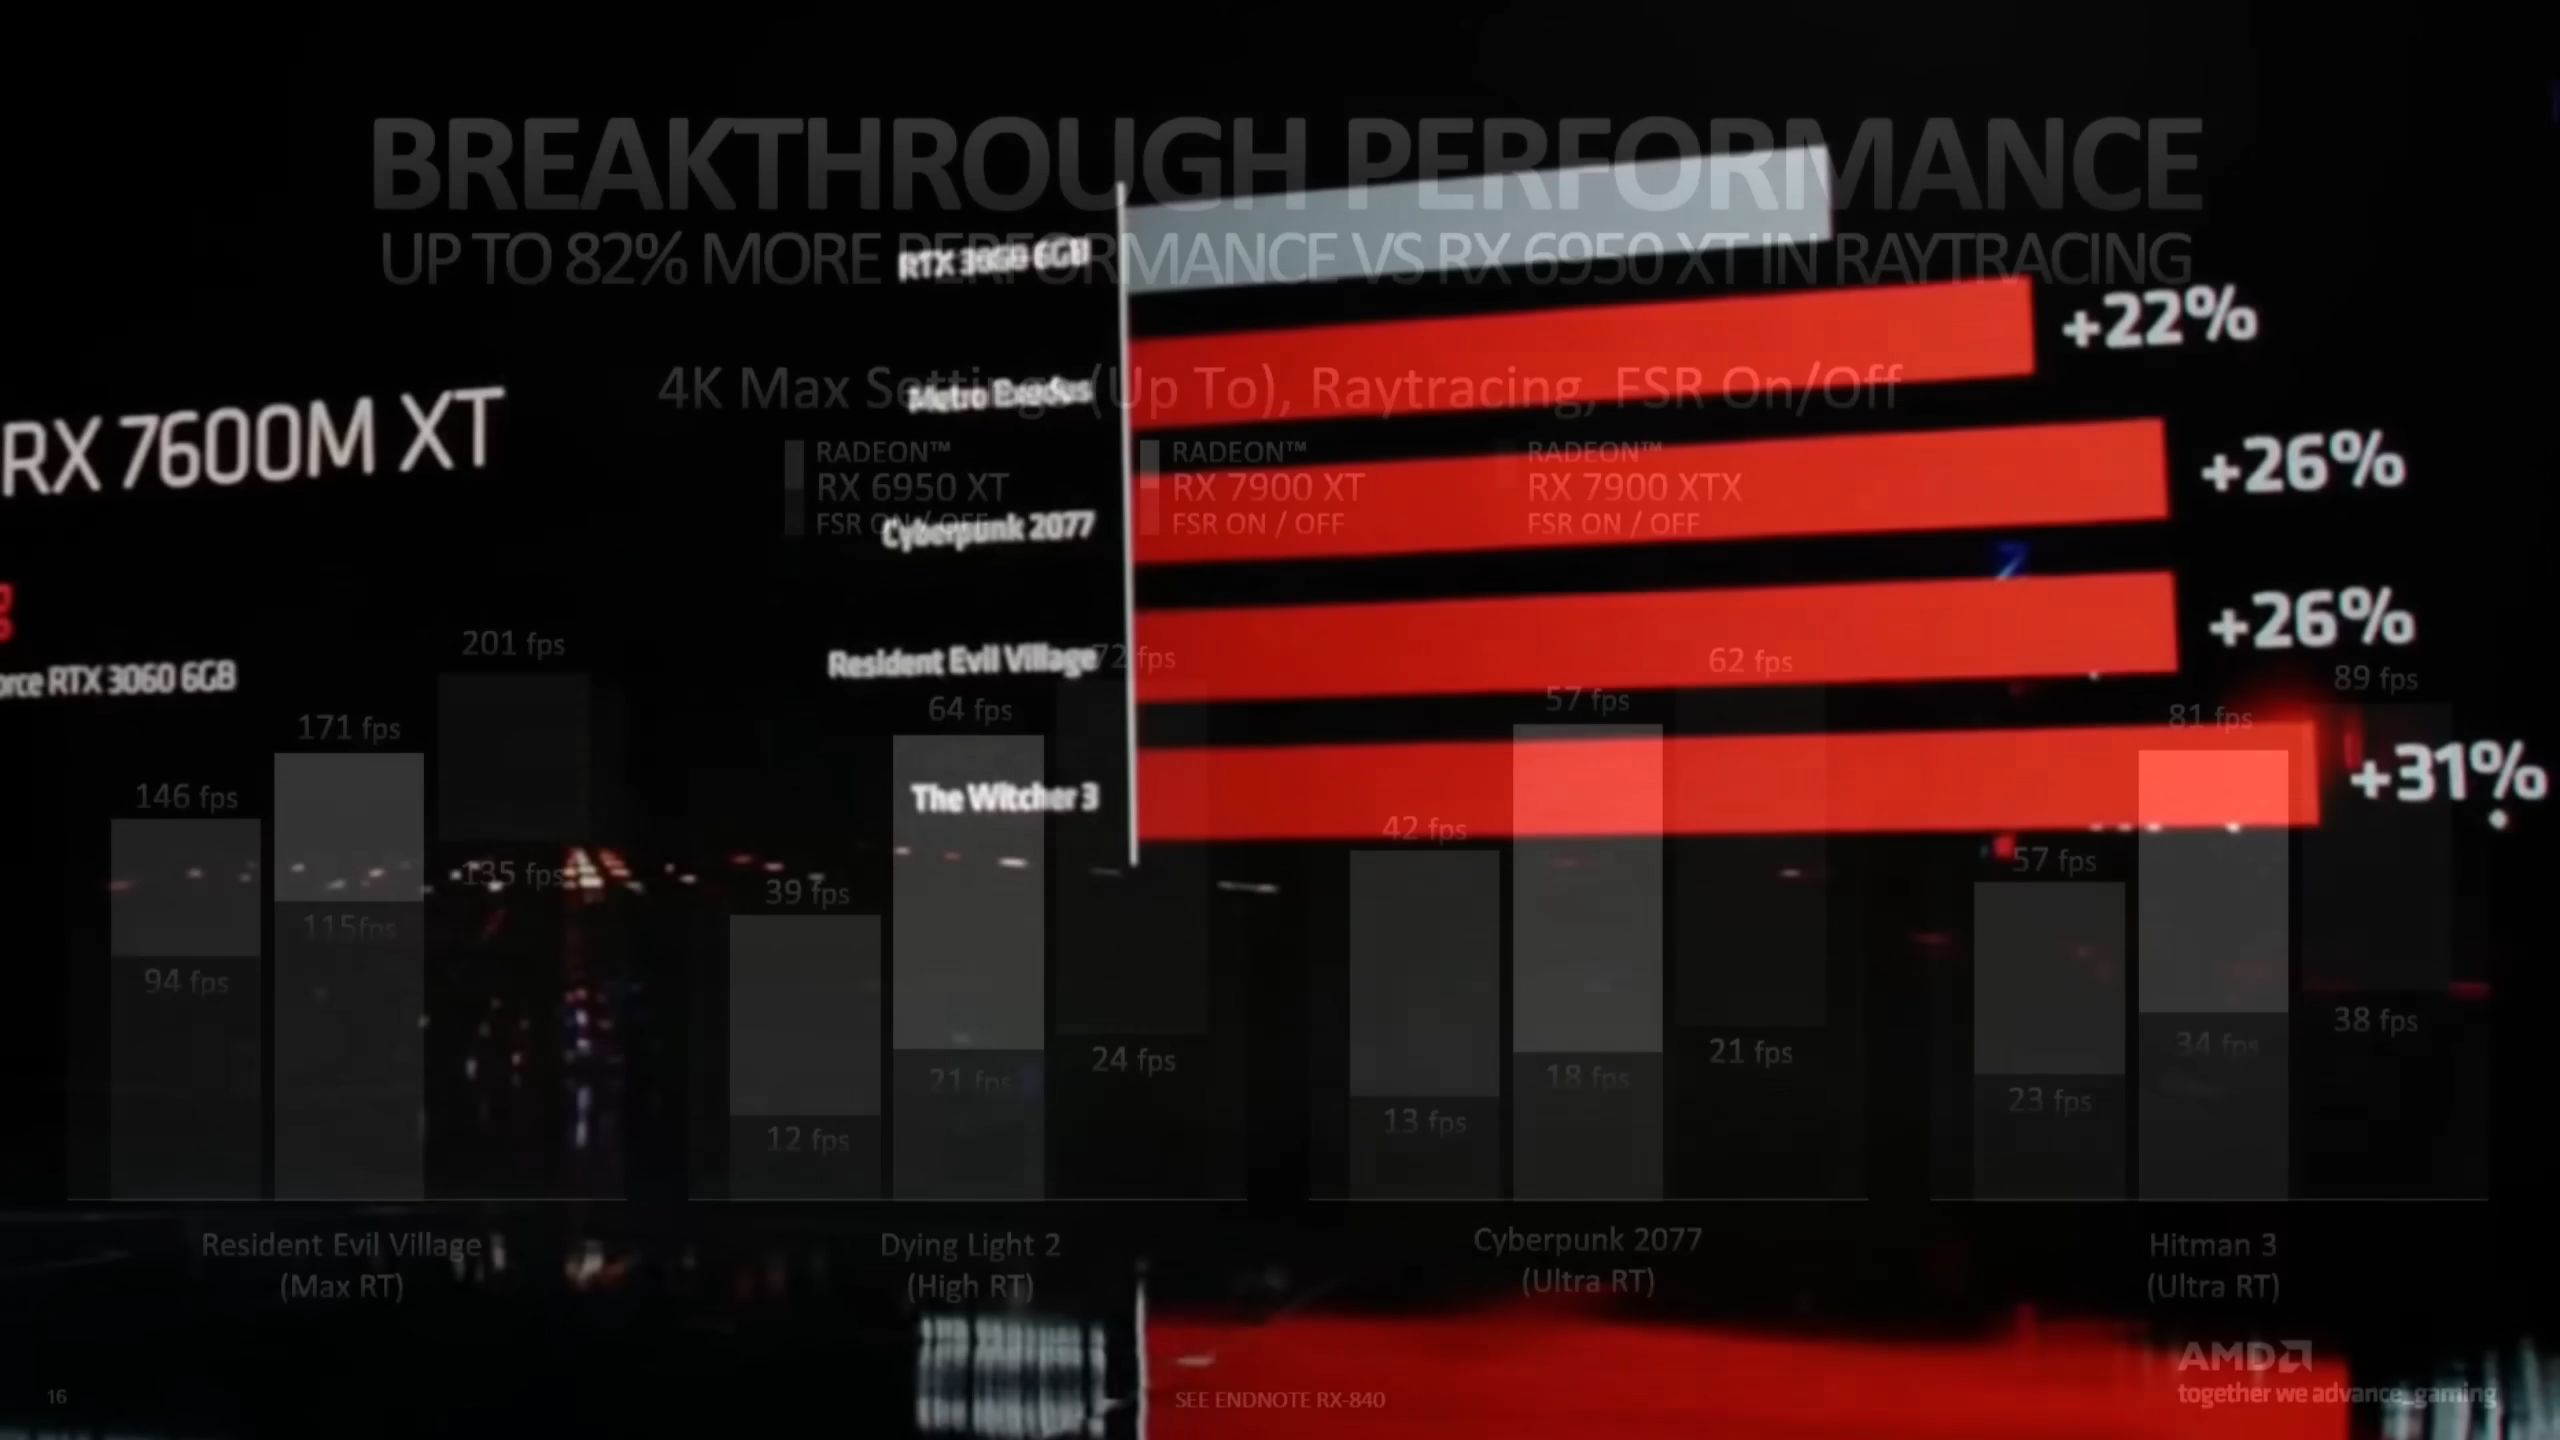 BREAKTHROUGH PERFORMANCE
UP TO 82% MORE PERFORMANCE VS RX 6950 XT IN RAYTRACING
4K Max Settings (Up To), Raytracing, FSR On/Off
RADEON™
RX 6950 XT
FSR ON / OFF
RADEON™
RX 7900 XT
FSR ON / OFF
RADEON™
RX 7900 XTX
FSR ON / OFF
RX 7600M XT
orce RTX 3060 6GB
RTX 3060 6GB
Metro Exodus
+22%
Cyberpunk 2077
+26%
Resident Evil Village
+26%
The Witcher 3
+31%
146 fps
94 fps
171 fps
115fps
201 fps
135 fps
Resident Evil Village
(Max RT)
39 fps
12 fps
64 fps
21 fps
72 fps
24 fps
Dying Light 2
(High RT)
42 fps
13 fps
57 fps
18 fps
62 fps
21 fps
Cyberpunk 2077
(Ultra RT)
57 fps
23 fps
81 fps
34 fps
89 fps
38 fps
Hitman 3
(Ultra RT)
16
SEE ENDNOTE RX-840
AMD
together we advance_gaming